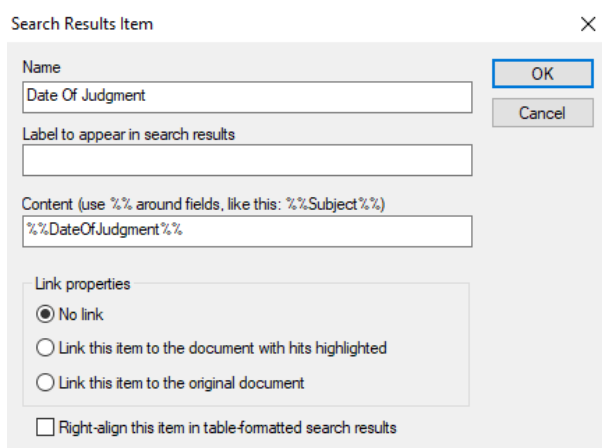 Search Results Item
Name
OK
Date Of Judgment
Cancel
Label to appear in search results
Content (use %% around fields, like this: %%Subject%%)
%%DateOfJudgment%%
Link properties
No link
Link this item to the document with hits highlighted
Link this item to the original document
Right-align this item in table-formatted search results